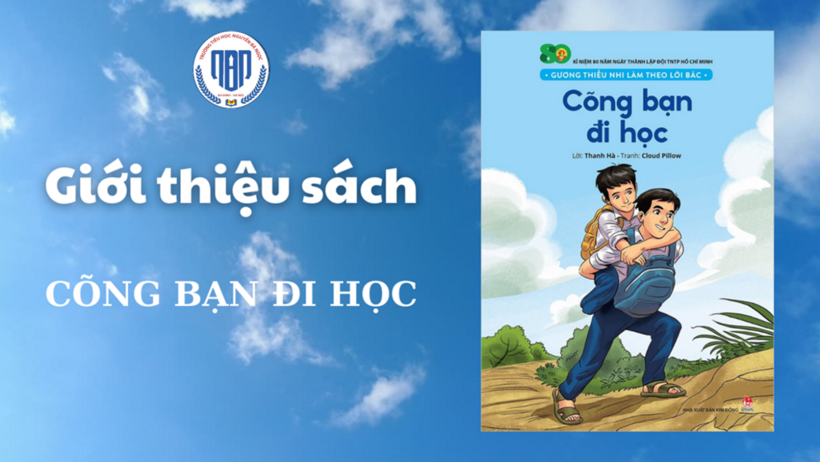 TRƯỜNG TIỂU HỌC NGUYỄN BÁ NGỌC
NBN
Giới thiệu sách
CÕNG BẠN ĐI HỌC
80
KỈ NIỆM 80 NĂM NGÀY THÀNH LẬP ĐỘI TNTP HỒ CHÍ MINH
• GƯƠNG THIẾU NHI LÀM THEO LỜI BÁC •
Cõng bạn
đi học
Lời: Thanh Hà - Tranh: Cloud Pillow
NHÀ XUẤT BẢN KIM ĐỒNG